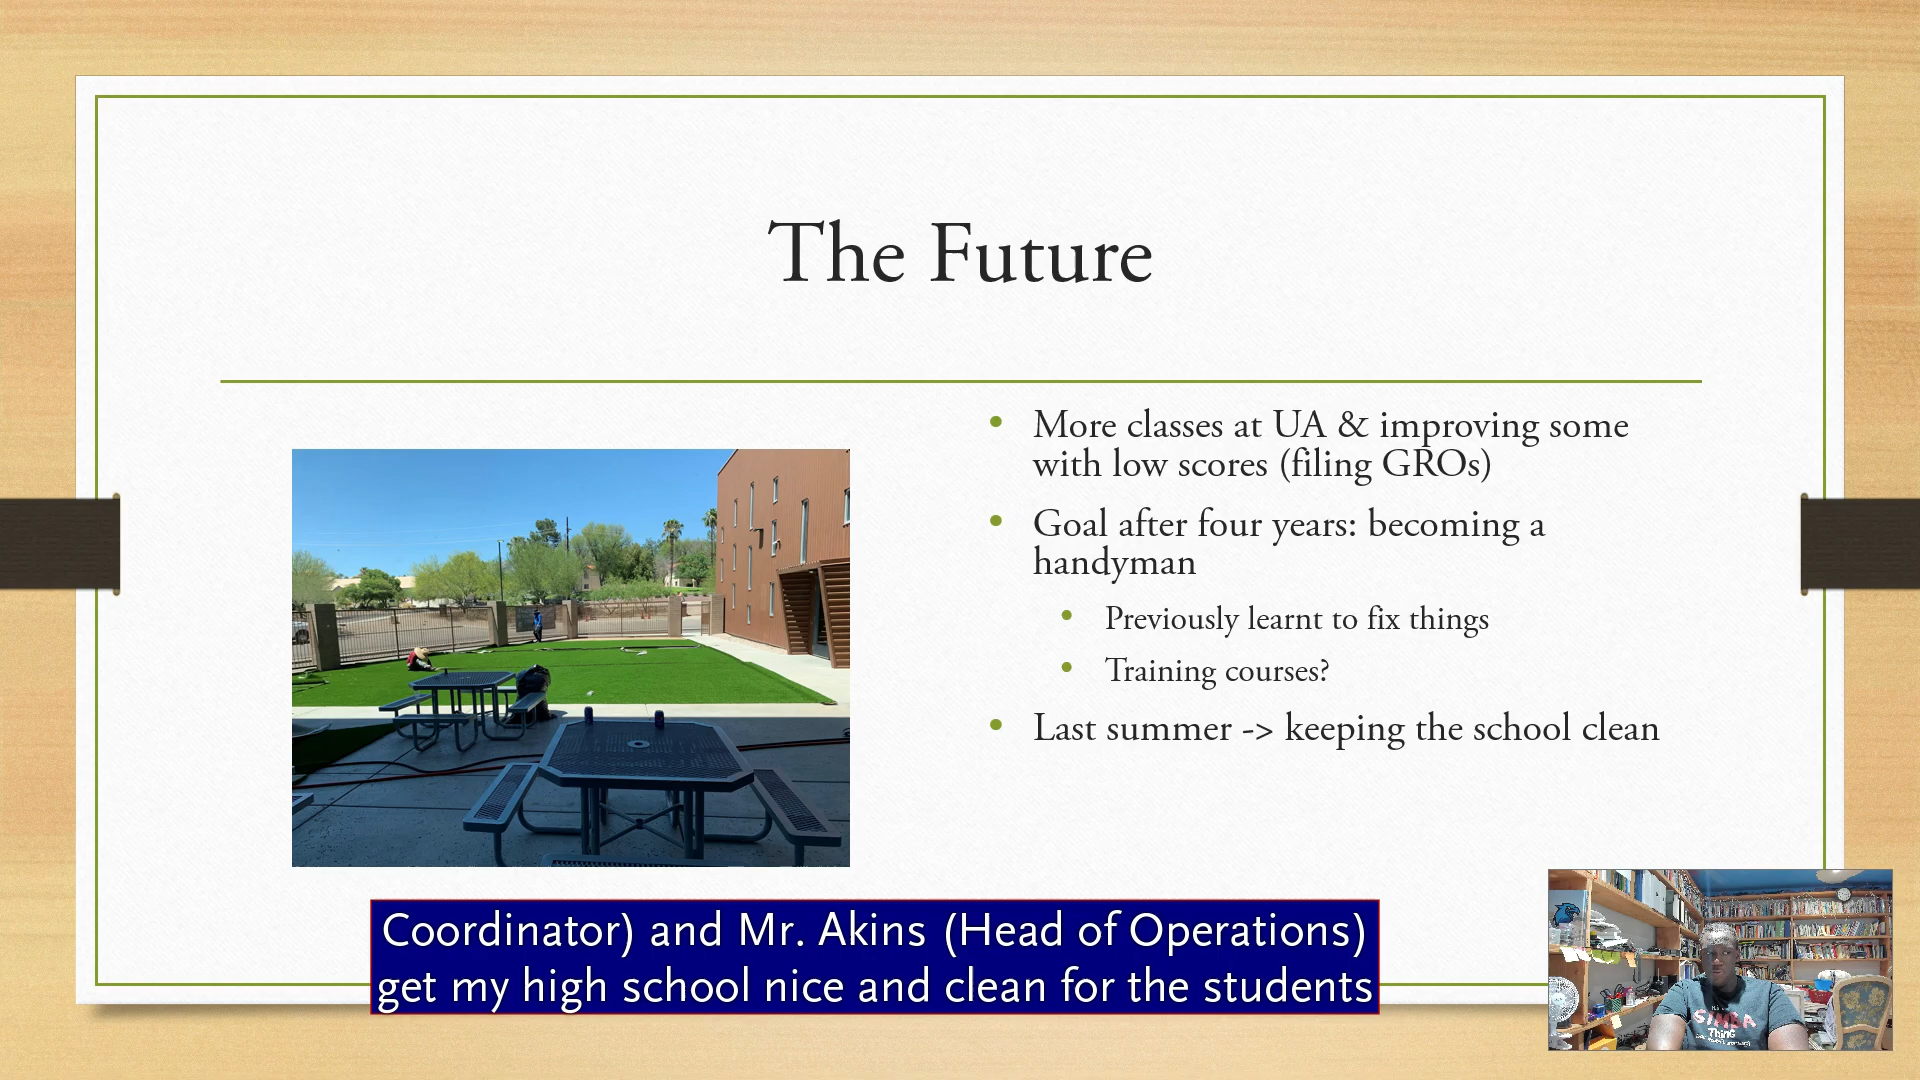 The Future
More classes at UA & improving some
with low scores (filing GROs)
Goal after four years: becoming a
handyman
Previously learnt to fix things
Training courses?
Last summer -> keeping the school clean
Coordinator) and Mr. Akins (Head of Operations)
get my high school nice and clean for the students
SIMBA
Thing